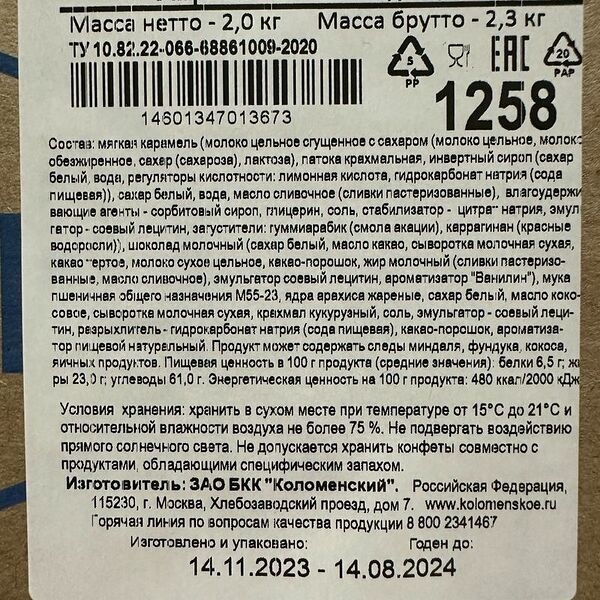 Масса нетто - 2,0 кг Масса брутто - 2,3 кг
ТУ 10.82.22-066-68861009-2020
5
PP
EAC
20
PAP
14601347013673
1258
Состав: мягкая карамель (молоко цельное сгущенное с сахаром (молоко цельное, молоко
обезжиренное, сахар (сахароза), лактоза), патока крахмальная, инвертный сироп (сахар
белый, вода, регуляторы кислотности: лимонная кислота, гидрокарбонат натрия (сода
пищевая)), сахар белый, вода, масло сливочное (сливки пастеризованные), влагоудержи
вающие агенты - сорбитовый сироп, глицерин, соль, стабилизатор - цитрат натрия, эмул
гатор - соевый лецитин, загустители: гуммиарабик (смола акации), каррагинан (красные
водоросли)), шоколад молочный (сахар белый, масло какао, сыворотка молочная сухая,
какао тертое, молоко сухое цельное, какао-порошок, жир молочный (сливки пастеризо-
ванные, масло сливочное), эмульгатор соевый лецитин, ароматизатор "Ванилин"), мука
пшеничная общего назначения М55-23, ядра арахиса жареные, сахар белый, масло коко-
совое, сыворотка молочная сухая, крахмал кукурузный, соль, эмульгатор - соевый леци-
тин, разрыхлитель - гидрокарбонат натрия (сода пищевая), какао-порошок, ароматиза-
тор пищевой натуральный. Продукт может содержать следы миндаля, фундука, кокоса,
яичных продуктов. Пищевая ценность в 100 г продукта (средние значения): белки 6,5 г; жи
ры 23,0 г; углеводы 61,0 г. Энергетическая ценность на 100 г продукта: 480 ккал/2000 кДж
Условия хранения: хранить в сухом месте при температуре от 15°С до 21°С и
относительной влажности воздуха не более 75 %. Не подвергать воздействию
прямого солнечного света. Не допускается хранить конфеты совместно с
продуктами, обладающими специфическим запахом.
Изготовитель: ЗАО БКК "Коломенский". Российская Федерация,
115230, г. Москва, Хлебозаводский проезд, дом 7. www.kolomenskoe.ru
Горячая линия по вопросам качества продукции 8 800 2341467
Изготовлено и упаковано: Годен до:
14.11.2023 - 14.08.2024